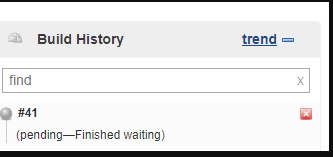 Build History trend
find x
#41
(pending—Finished waiting)